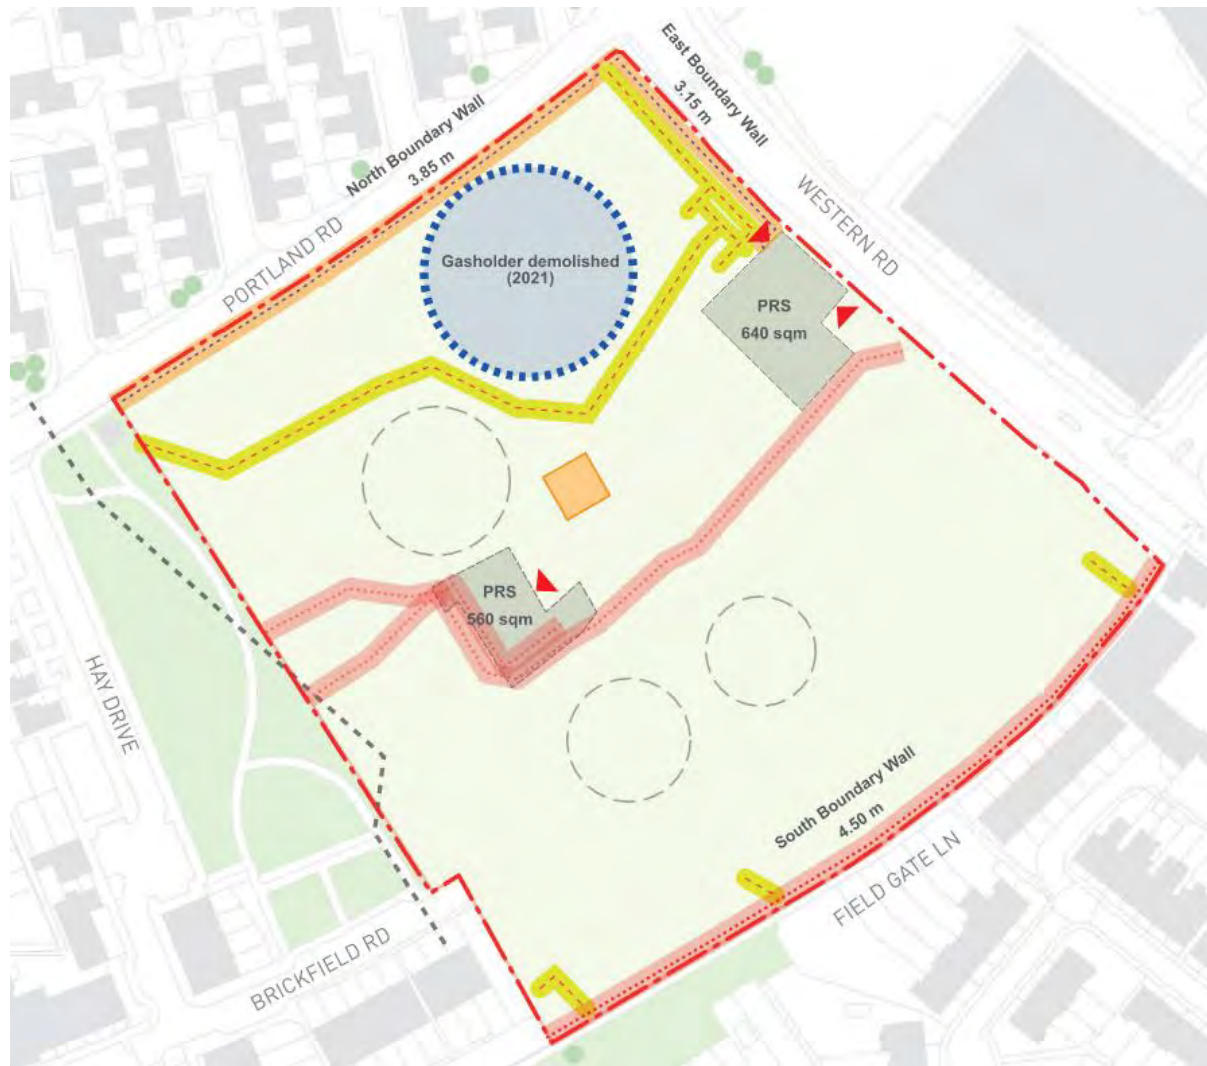 East Boundary Wall
3.15 m
North Boundary Wall
3.85 m
WESTERN RD
PORTLAND RD
Gasholder demolished
(2021)
PRS
640 sqm
PRS
560 sqm
HAY DRIVE
South Boundary Wall
4.50 m
FIELD GATE LN
BRICKFIELD RD